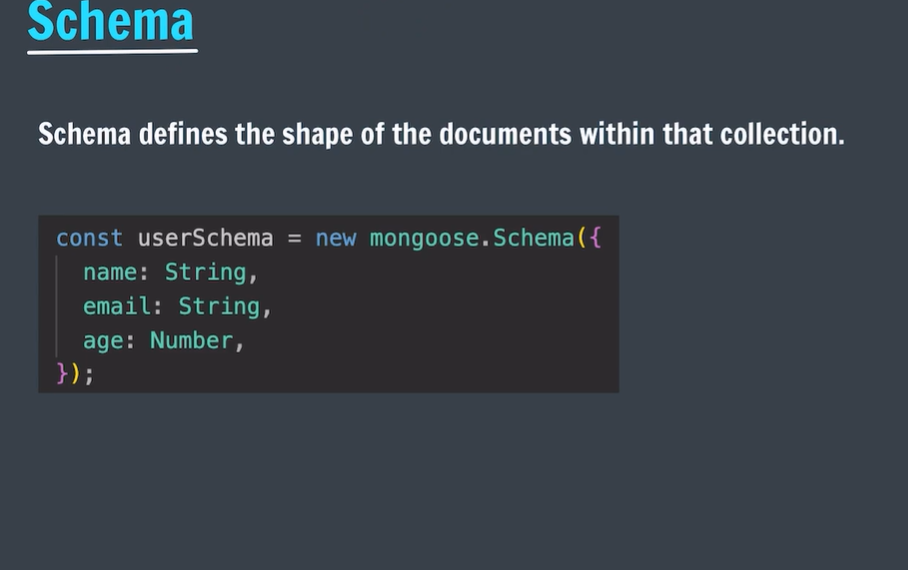 Schema
Schema defines the shape of the documents within that collection.
const userSchema = new mongoose.Schema({
name: String,
email: String,
age: Number,
});